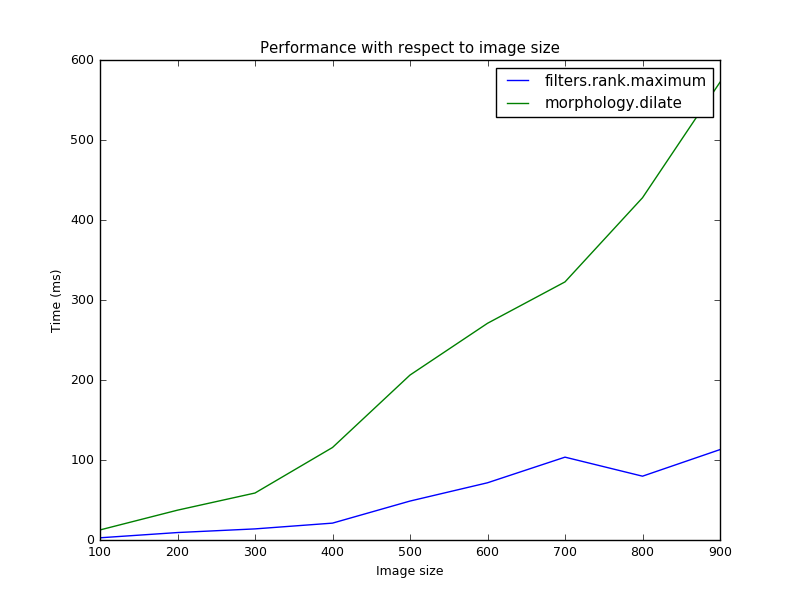 Performance with respect to image size
filters.rank.maximum
morphology.dilate
600
500
400
300
200
100
0
Time (ms)
100 200 300 400 500 600 700 800 900
Image size